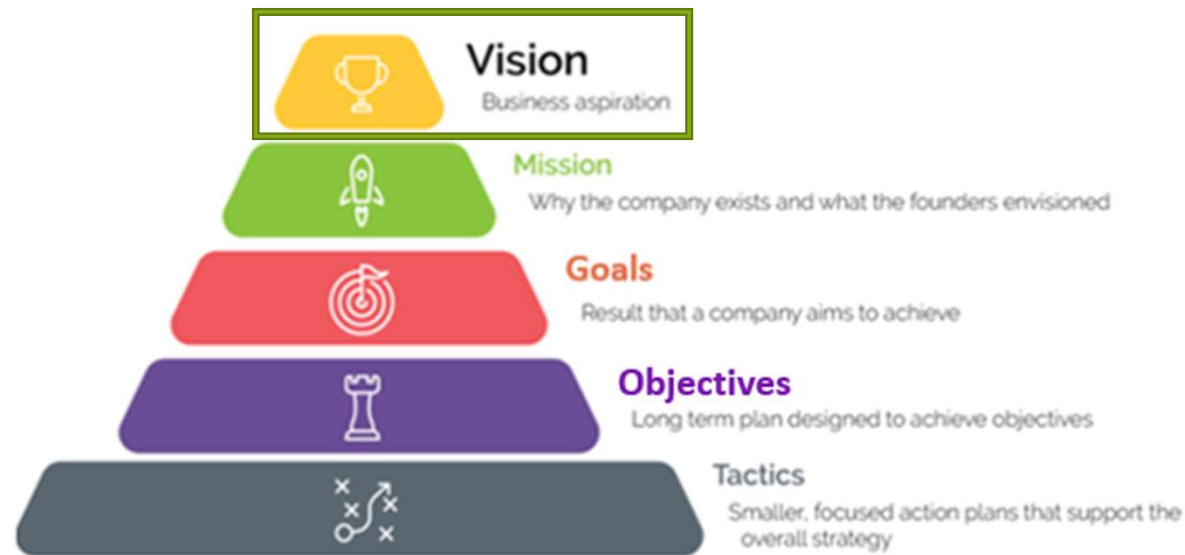 Vision
Business aspiration
Mission
Why the company exists and what the founders envisioned
Goals
Result that a company aims to achieve
Objectives
Long term plan designed to achieve objectives
Tactics
Smaller, focused action plans that support the
overall strategy